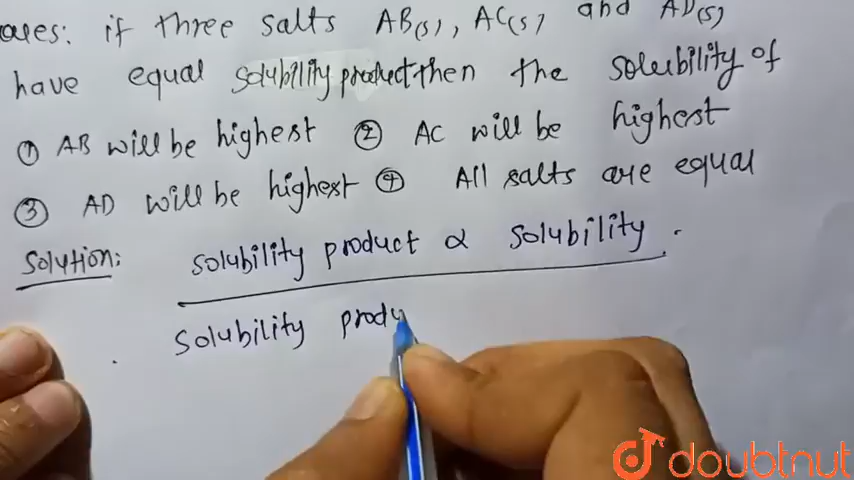 Ques: if three salts AB(s), AC(s) and AD(s)
have equal solubility product then the solubility of
① AB will be highest ② AC will be highest
③ AD will be highest ④ All salts are equal
Solution: solubility product ∝ solubility.
Solubility produ
doubtnut